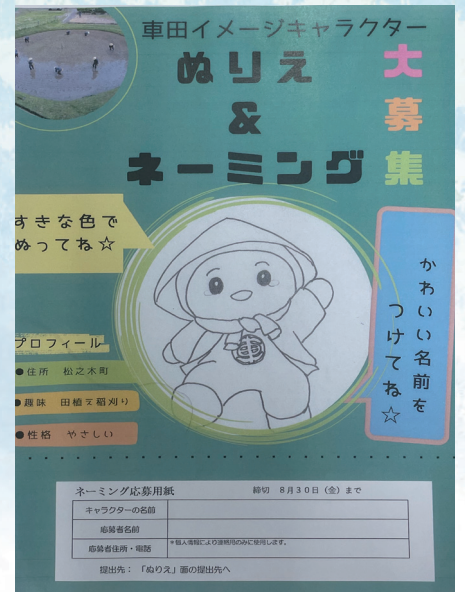 車田イメージキャラクター
ぬりえ
&
ネーミング
大募集
すきな色で
ぬってね☆
かわいい名前を
つけてね☆
車
プロフィール
●住所 松之木町
●趣味 田植え稲刈り
●性格 やさしい
ネーミング応募用紙 締切 8月30日(金)まで
キャラクターの名前
応募者名前
応募者住所・電話
*個人情報により連絡用のみに使用します。
提出先:「ぬりえ」面の提出先へ